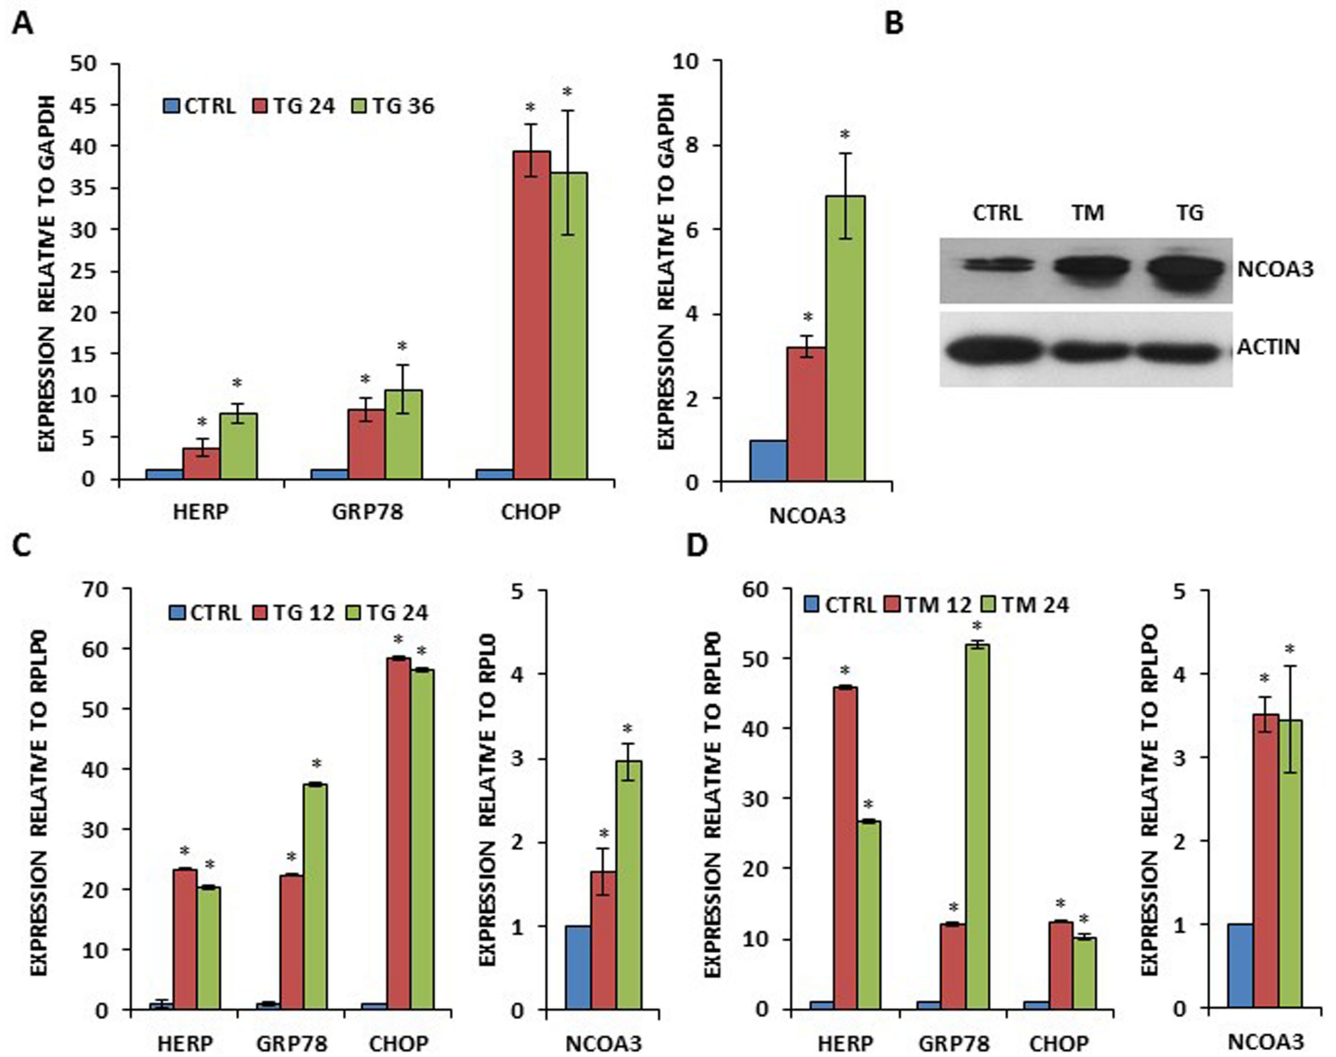 A
EXPRESSION RELATIVE TO GAPDH
50
45
40
35
30
25
20
15
10
5
0
CTRL TG 24 TG 36
* *
* *
* *
HERP GRP78 CHOP
EXPRESSION RELATIVE TO GAPDH
10
8
6
4
2
0
*
*
NCOA3
B
CTRL TM TG
NCOA3
ACTIN
C
EXPRESSION RELATIVE TO RPLP0
70
60
50
40
30
20
10
0
CTRL TG 12 TG 24
* *
* *
* *
HERP GRP78 CHOP
EXPRESSION RELATIVE TO RPL0
5
4
3
2
1
0
*
*
NCOA3
D
EXPRESSION RELATIVE TO RPLP0
60
50
40
30
20
10
0
CTRL TM 12 TM 24
* *
* *
* *
HERP GRP78 CHOP
EXPRESSION RELATIVE TO RPLPO
5
4
3
2
1
0
* *
NCOA3